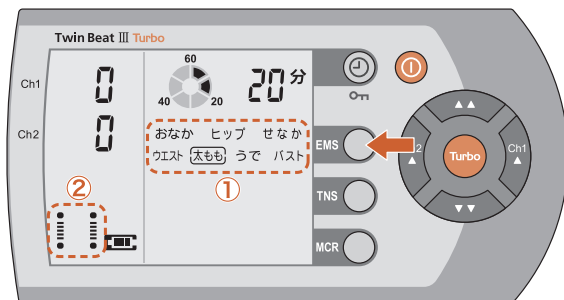 Twin Beat III Turbo
60
40
20
20分
Ch1
0
Ch2
0
おなか ヒップ せなか
ウエスト 太もも うで バスト
①
②
EMS
TNS
MCR
2
Turbo
Ch1